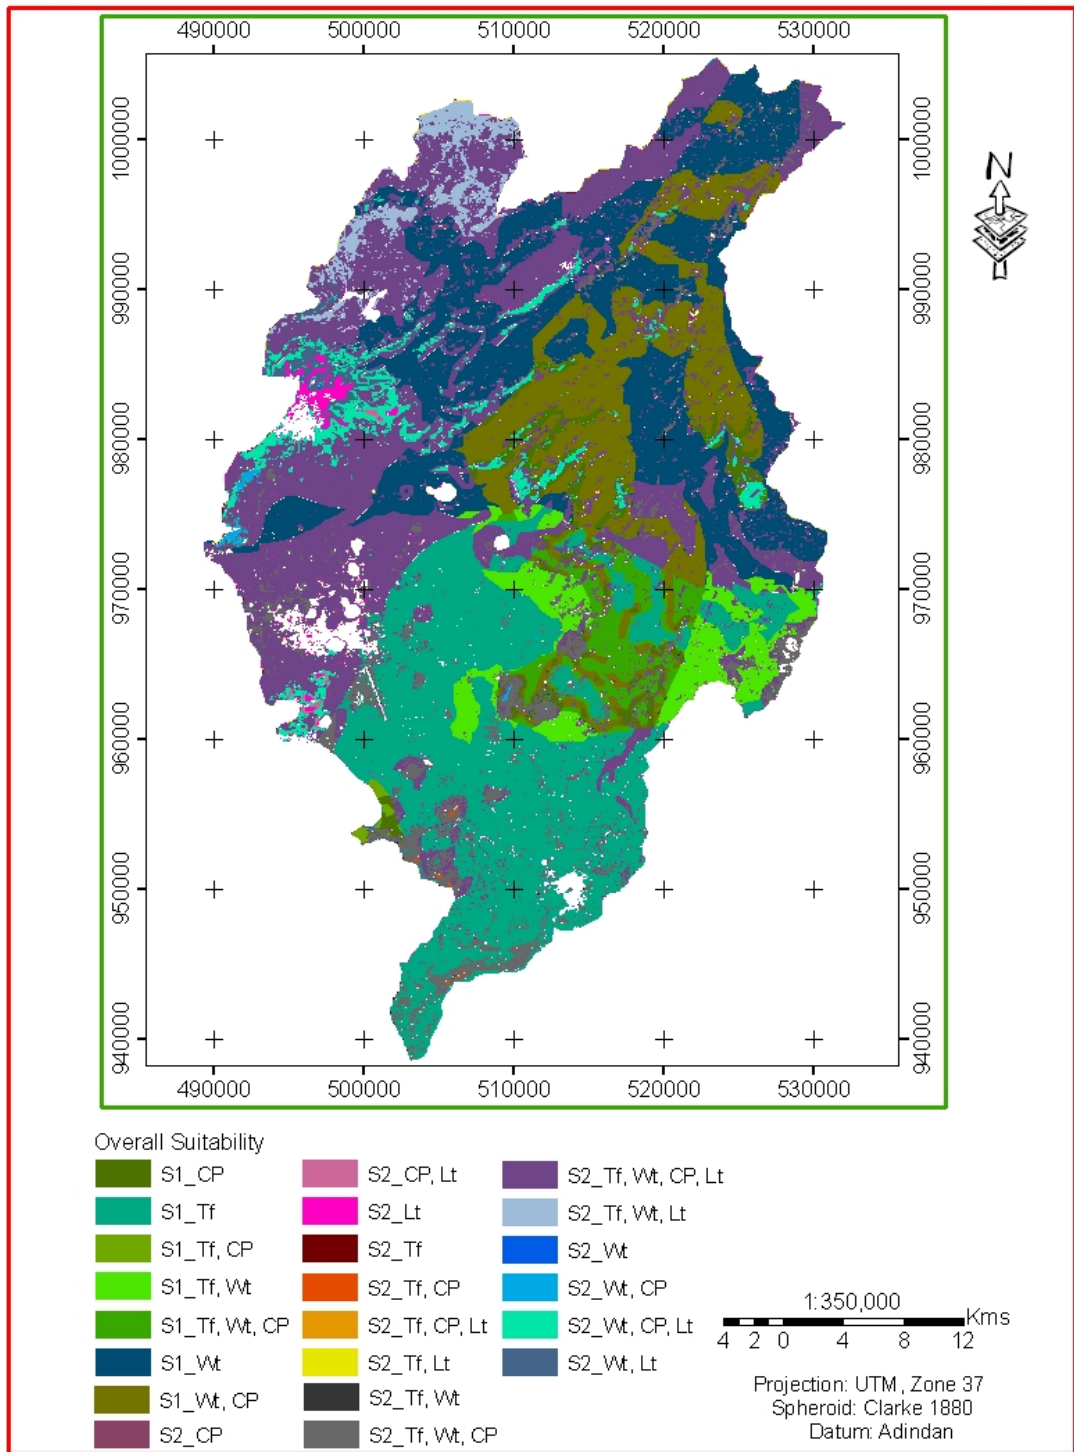 490000 500000 510000 520000 530000
1000000 1000000
990000 990000
980000 980000
970000 970000
960000 960000
950000 950000
940000 940000
490000 500000 510000 520000 530000
N
Overall Suitability
S1_CP S2_CP, Lt S2_Tf, Wt, CP, Lt
S1_Tf S2_Lt S2_Tf, Wt, Lt
S1_Tf, CP S2_Tf S2_Wt
S1_Tf, Wt S2_Tf, CP S2_Wt, CP
S1_Tf, Wt, CP S2_Tf, CP, Lt S2_Wt, CP, Lt
S1_Wt S2_Tf, Lt S2_Wt, Lt
S1_Wt, CP S2_Tf, Wt
S2_CP S2_Tf, Wt, CP
1:350,000
Kms
4 2 0 4 8 12
Projection: UTM, Zone 37
Spheroid: Clarke 1880
Datum: Adindan